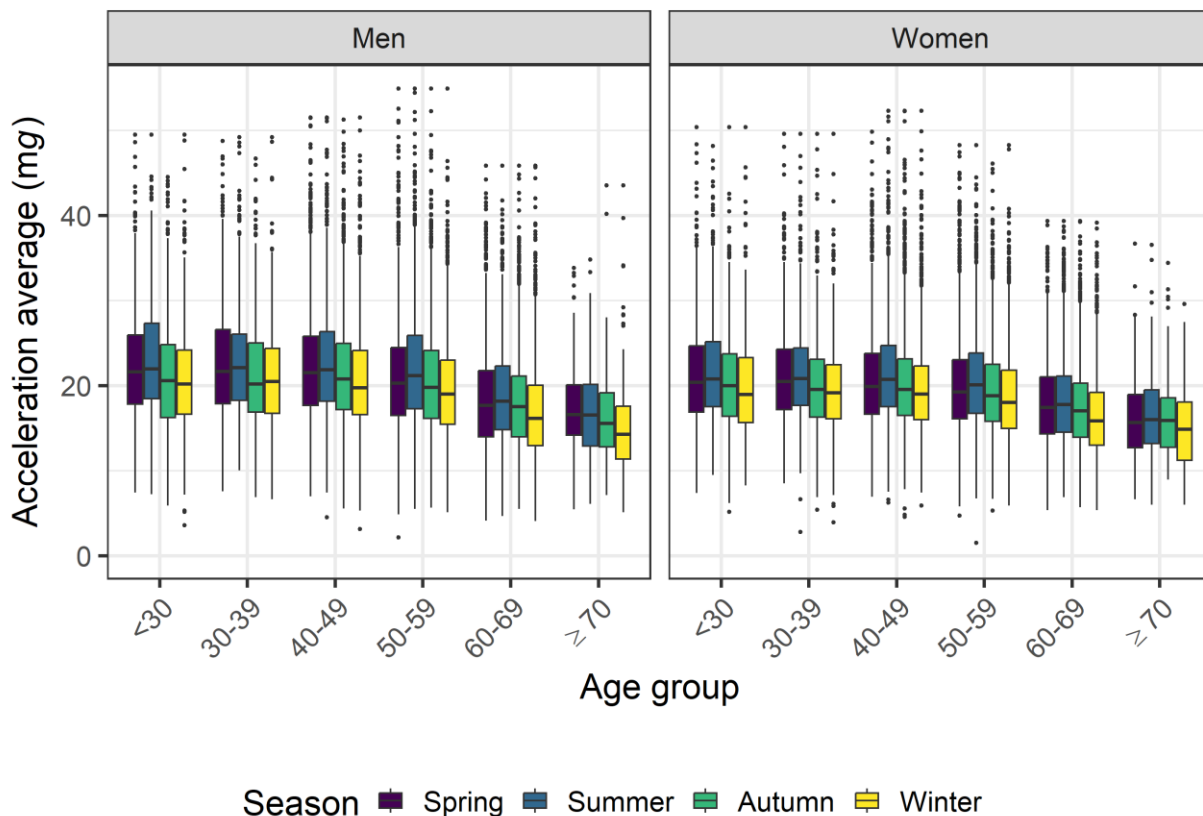 Men Women
Acceleration average (mg)
40
20
0
<30 30-39 40-49 50-59 60-69 ≥ 70 <30 30-39 40-49 50-59 60-69 ≥ 70
Age group
Season Spring Summer Autumn Winter